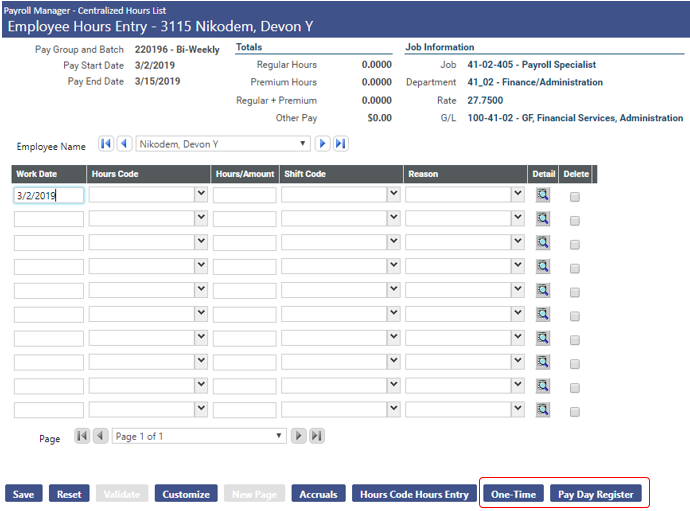 Payroll Manager - Centralized Hours List
Employee Hours Entry - 3115 Nikodem, Devon Y
Pay Group and Batch 220196 - Bi-Weekly
Pay Start Date 3/2/2019
Pay End Date 3/15/2019
Totals
Regular Hours 0.0000
Premium Hours 0.0000
Regular + Premium 0.0000
Other Pay $0.00
Job Information
Job 41-02-405 - Payroll Specialist
Department 41_02 - Finance/Administration
Rate 27.7500
G/L 100-41-02 - GF, Financial Services, Administration
Employee Name Nikodem, Devon Y
Work Date Hours Code Hours/Amount Shift Code Reason Detail Delete
3/2/2019
Page Page 1 of 1
Save Reset Validate Customize New Page Accruals Hours Code Hours Entry One-Time Pay Day Register